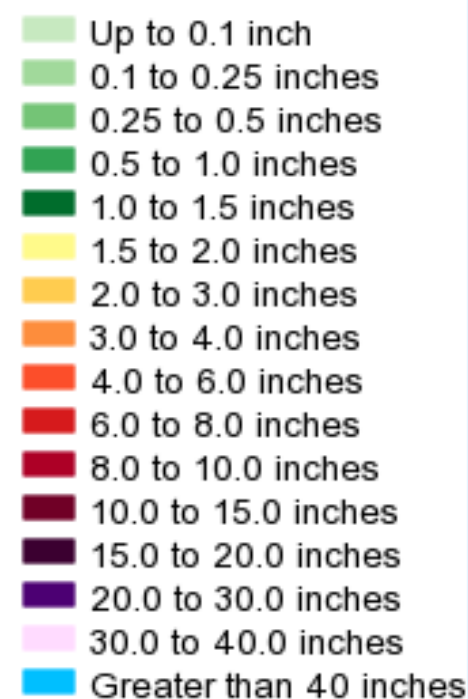 Up to 0.1 inch
0.1 to 0.25 inches
0.25 to 0.5 inches
0.5 to 1.0 inches
1.0 to 1.5 inches
1.5 to 2.0 inches
2.0 to 3.0 inches
3.0 to 4.0 inches
4.0 to 6.0 inches
6.0 to 8.0 inches
8.0 to 10.0 inches
10.0 to 15.0 inches
15.0 to 20.0 inches
20.0 to 30.0 inches
30.0 to 40.0 inches
Greater than 40 inches